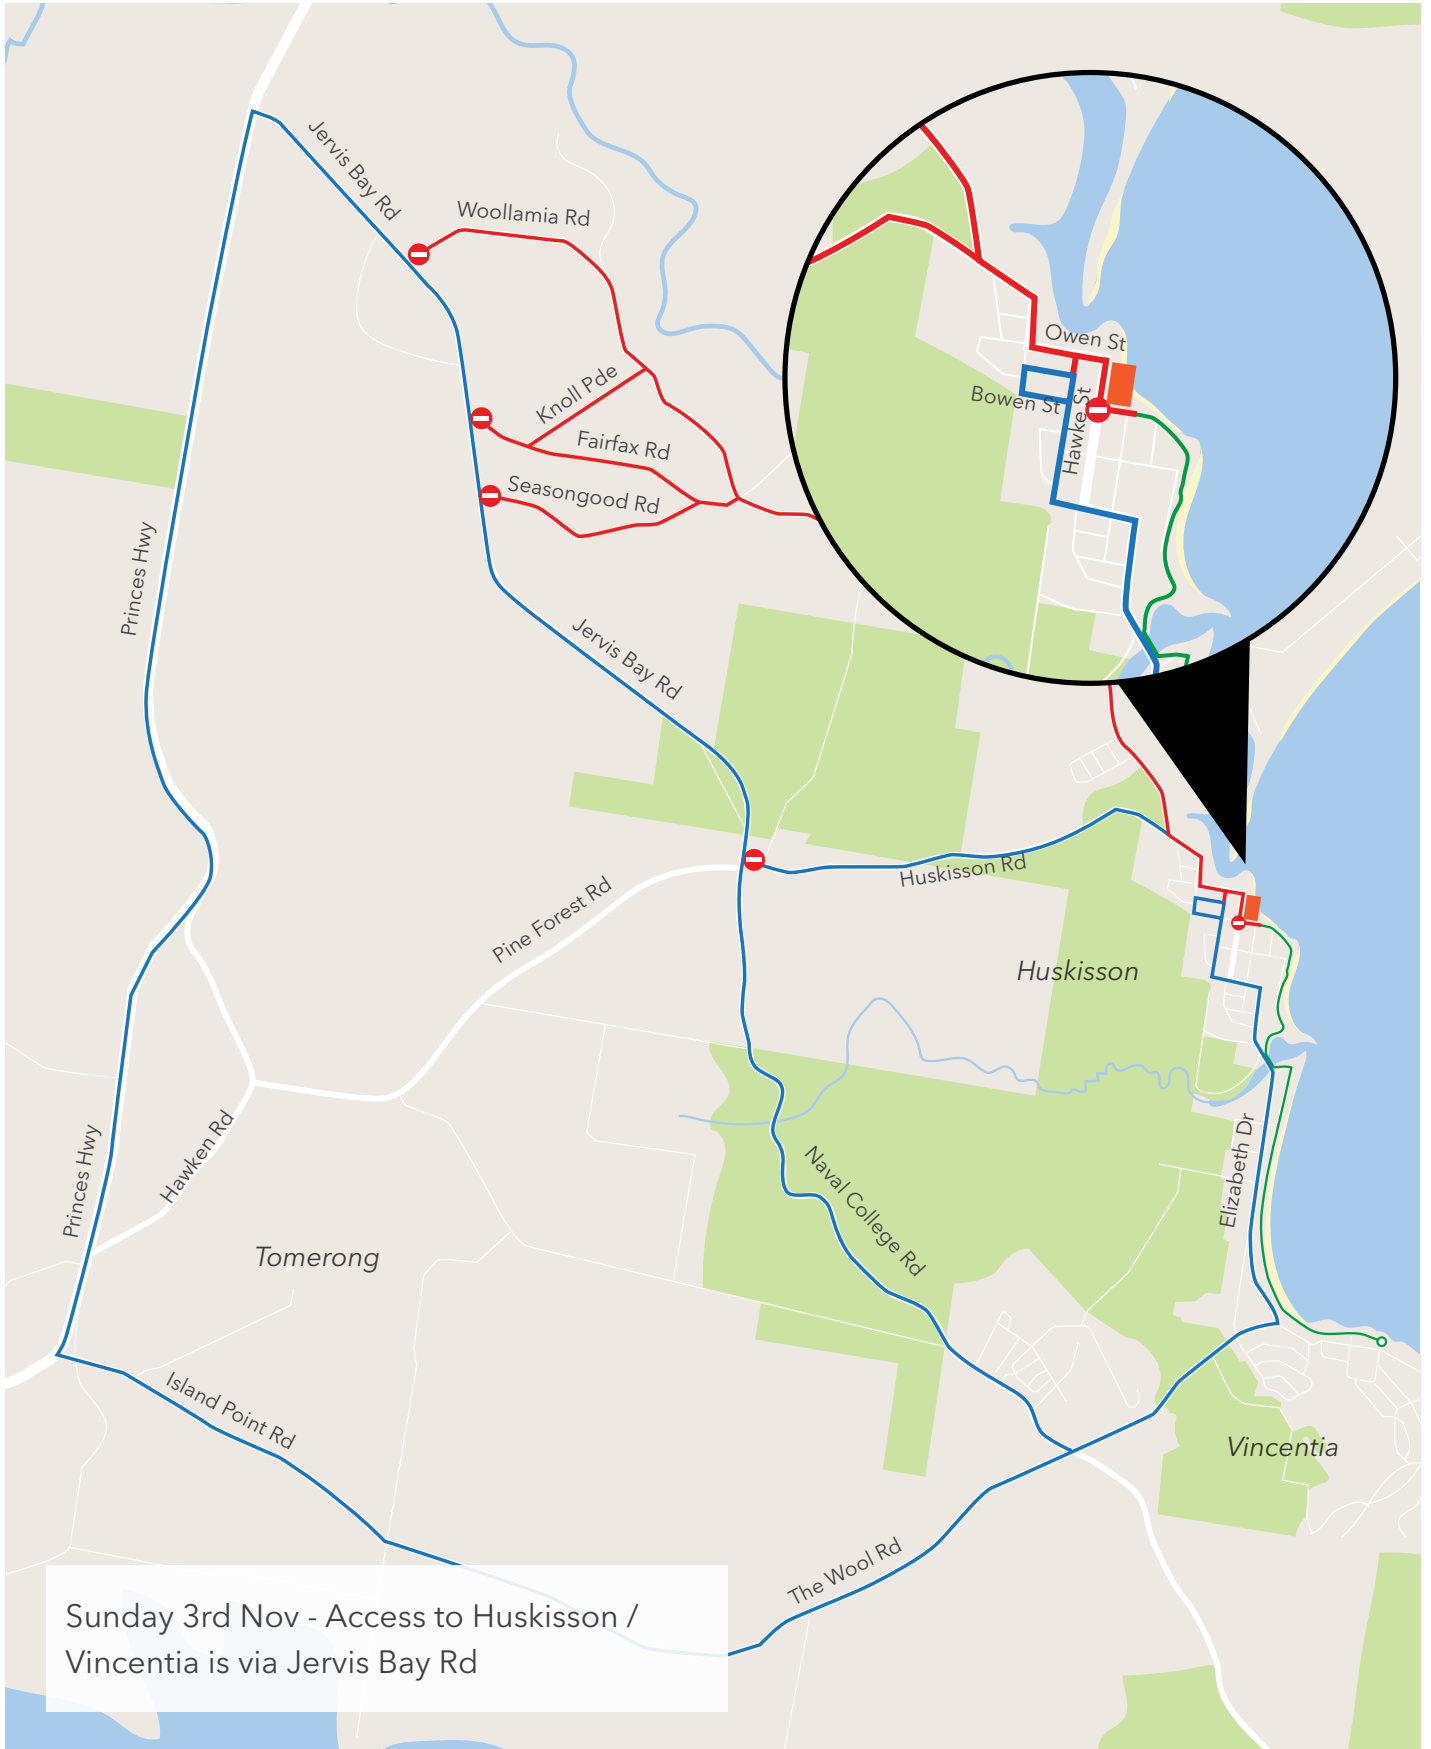 Jervis Bay Rd
Woollamia Rd
Owen St
Knoll Pde
Bowen St
Hawke St
Fairfax Rd
Seasongood Rd
Princes Hwy
Jervis Bay Rd
Huskisson Rd
Pine Forest Rd
Huskisson
Princes Hwy
Hawken Rd
Elizabeth Dr
Naval College Rd
Tomerong
Island Point Rd
Vincentia
The Wool Rd
Sunday 3rd Nov - Access to Huskisson /
Vincentia is via Jervis Bay Rd